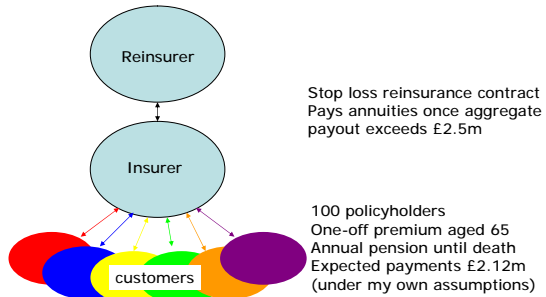 Reinsurer
Stop loss reinsurance contract
Pays annuities once aggregate
payout exceeds £2.5m
Insurer
100 policyholders
One-off premium aged 65
Annual pension until death
Expected payments £2.12m
(under my own assumptions)
customers